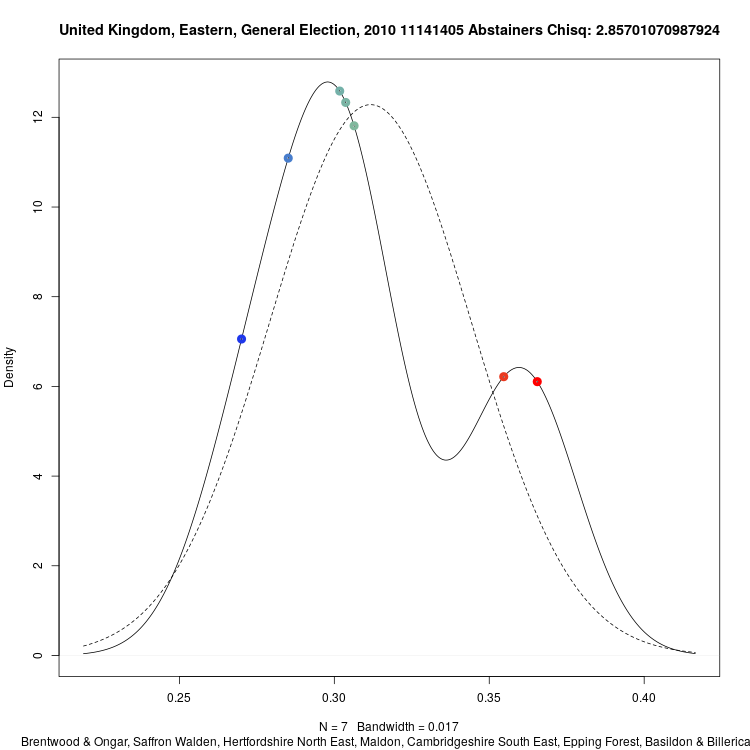 United Kingdom, Eastern, General Election, 2010 11141405 Abstainers Chisq: 2.85701070987924
Density
12
10
8
6
4
2
0
0.25 0.30 0.35 0.40
N = 7 Bandwidth = 0.017
Brentwood & Ongar, Saffron Walden, Hertfordshire North East, Maldon, Cambridgeshire South East, Epping Forest, Basildon & Billerica